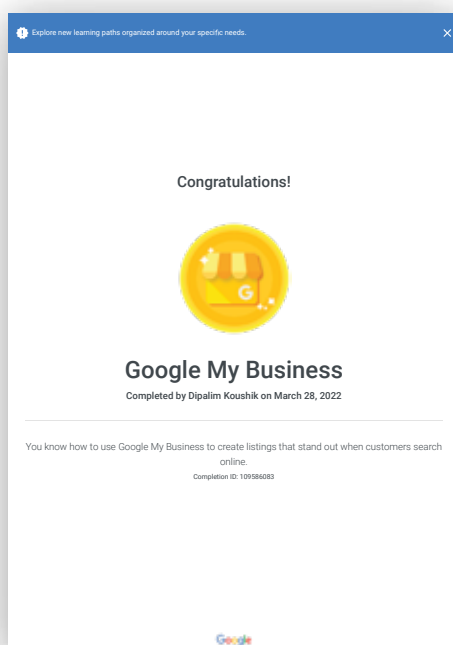 Explore new learning paths organized around your specific needs.
Congratulations!
G
Google My Business
Completed by Dipalim Koushik on March 28, 2022
You know how to use Google My Business to create listings that stand out when customers search
online.
Completion ID: 109586083
Google